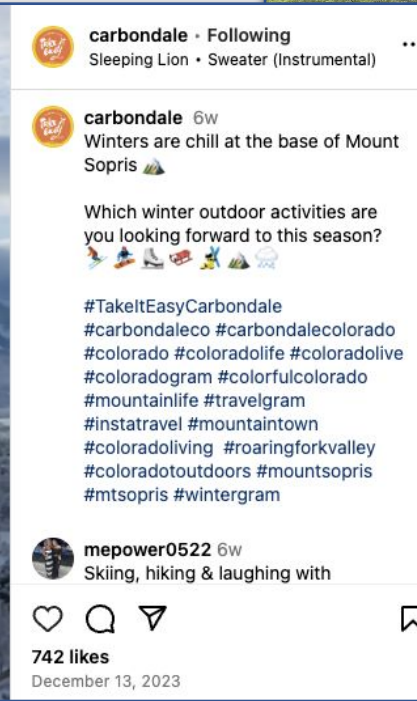 carbondale • Following
Sleeping Lion • Sweater (Instrumental)
carbondale 6w
Winters are chill at the base of Mount
Sopris
Which winter outdoor activities are
you looking forward to this season?
#TakeItEasyCarbondale
#carbondaleco #carbondalecolorado
#colorado #coloradolife #coloradolive
#coloradogram #colorfulcolorado
#mountainlife #travelgram
#instatravel #mountaintown
#coloradoliving #roaringforkvalley
#coloradotoutdoors #mountsopris
#mtsopris #wintergram
mepower0522 6w
Skiing, hiking & laughing with
742 likes
December 13, 2023